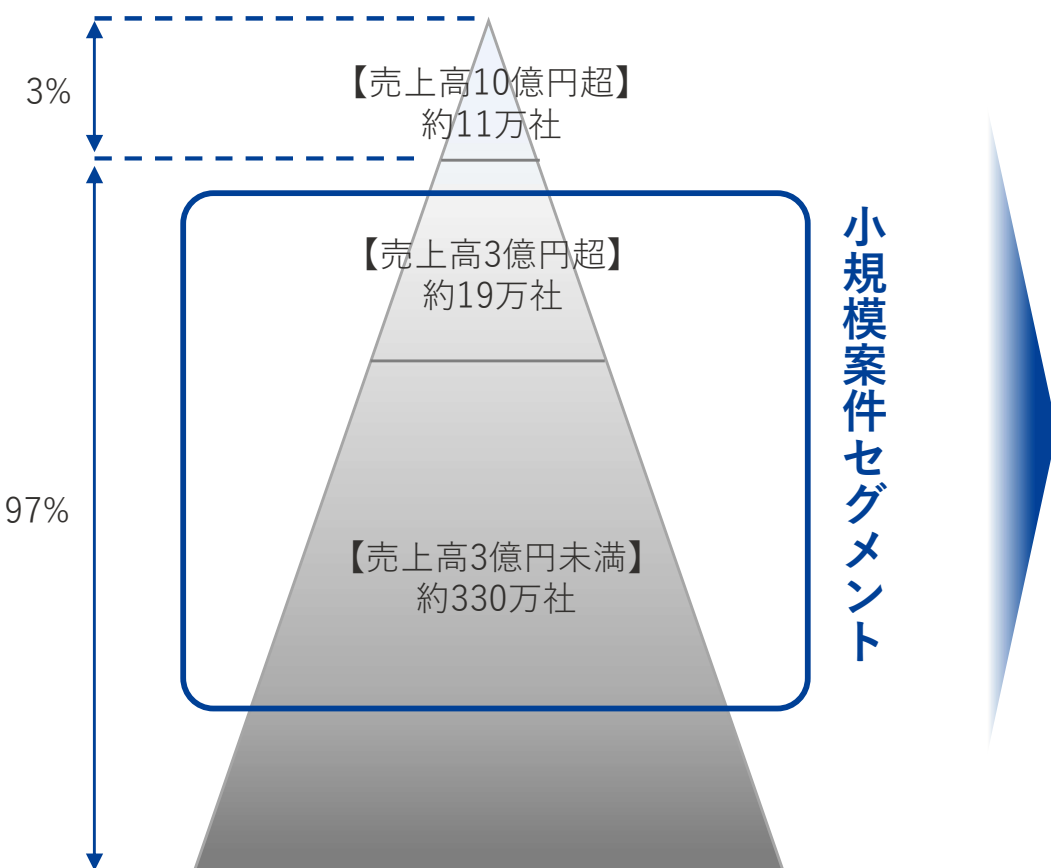 3%
【売上高10億円超】
約11万社
【売上高3億円超】
約19万社
97%
【売上高3億円未満】
約330万社
小規模案件セグメント